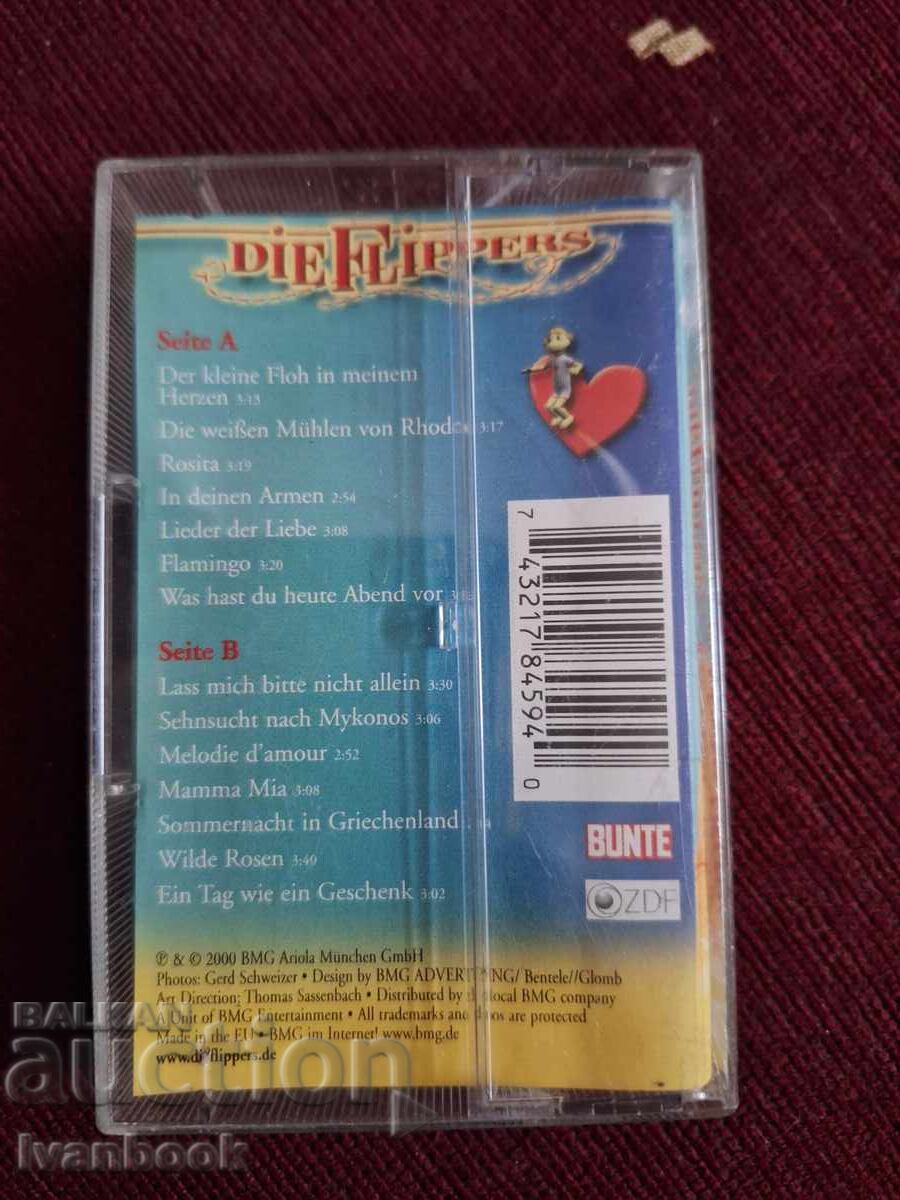 DIE FLIPPERS
Seite A
Der kleine Floh in meinem
Herzen 3:13
Die weißen Mühlen von Rhodos 3:17
Rosita 3:19
In deinen Armen 2:54
Lieder der Liebe 3:08
Flamingo 3:20
Was hast du heute Abend vor
Seite B
Lass mich bitte nicht allein 3:30
Sehnsucht nach Mykonos 3:06
Melodie d'amour 2:52
Mamma Mia 3:08
Sommernacht in Griechenland
Wilde Rosen 3:40
Ein Tag wie ein Geschenk 3:02
7 43217 84594 0
BUNTE
ZDF
℗ & © 2000 BMG Ariola München GmbH
Photos: Gerd Schweizer • Design by BMG ADVERTISING/ Bentele//Glomb
Art Direction: Thomas Sassenbach • Distributed by local BMG company
A Unit of BMG Entertainment • All trademarks and logos are protected
Made in the EU • BMG im Internet! www.bmg.de
www.dieflippers.de
BALKAN
auction
Ivanbook